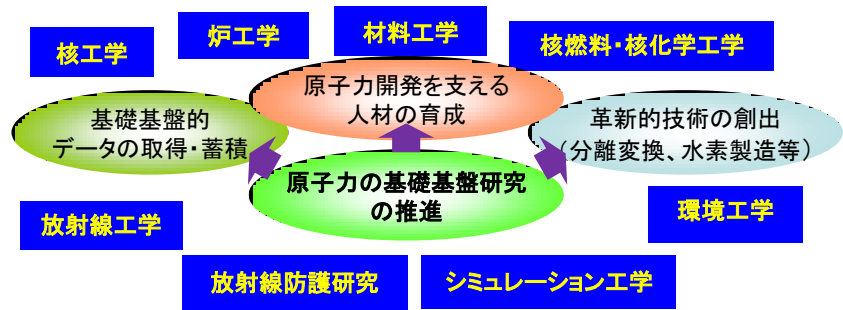 核工学
炉工学
材料工学
核燃料・核化学工学
基礎基盤的
データの取得・蓄積
原子力開発を支える
人材の育成
革新的技術の創出
（分離変換、水素製造等）
原子力の基礎基盤研究
の推進
放射線工学
環境工学
放射線防護研究
シミュレーション工学